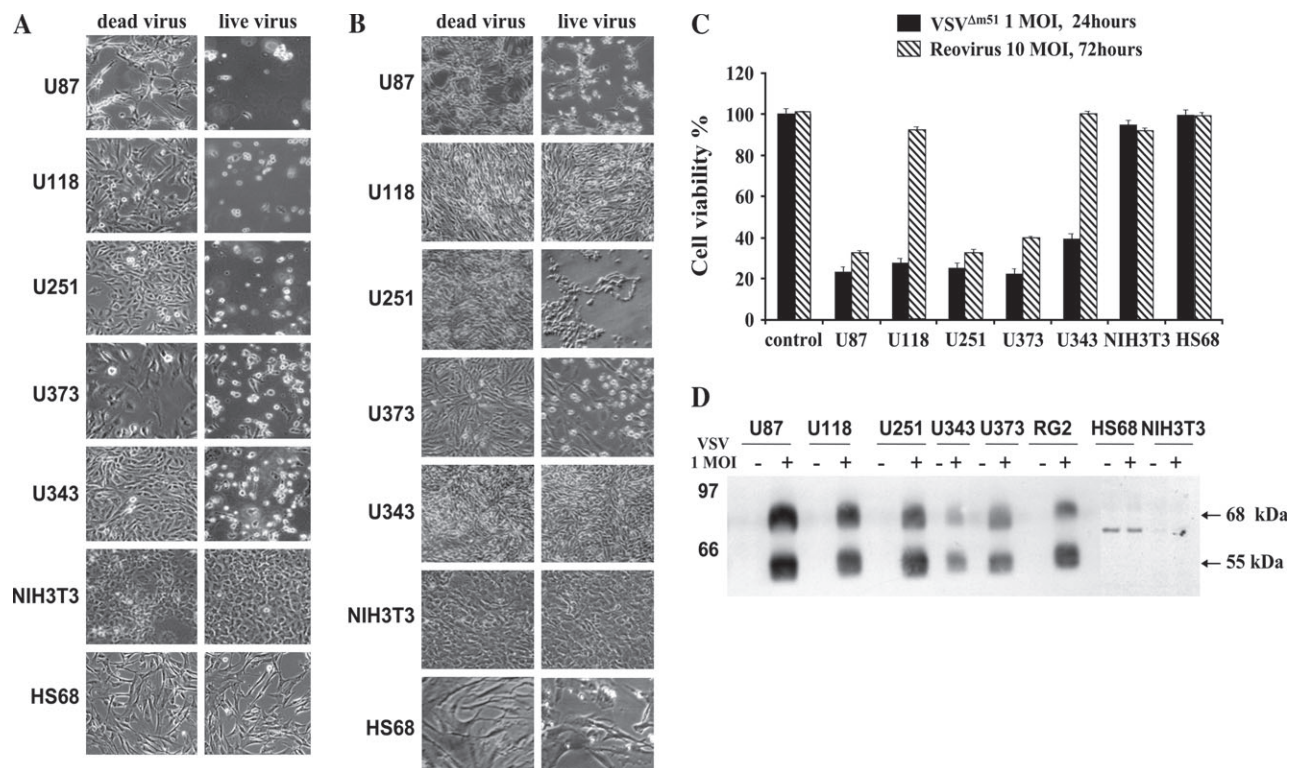 A
dead virus live virus
U87
U118
U251
U373
U343
NIH3T3
HS68
B
dead virus live virus
U87
U118
U251
U373
U343
NIH3T3
HS68
C
VSVΔm51 1 MOI, 24hours
Reovirus 10 MOI, 72hours
Cell viability %
120
100
80
60
40
20
0
control U87 U118 U251 U373 U343 NIH3T3 HS68
D
U87 U118 U251 U343 U373 RG2 HS68 NIH3T3
VSV
1 MOI - + - + - + - + - + - + - + - +
97
66
← 68 kDa
← 55 kDa